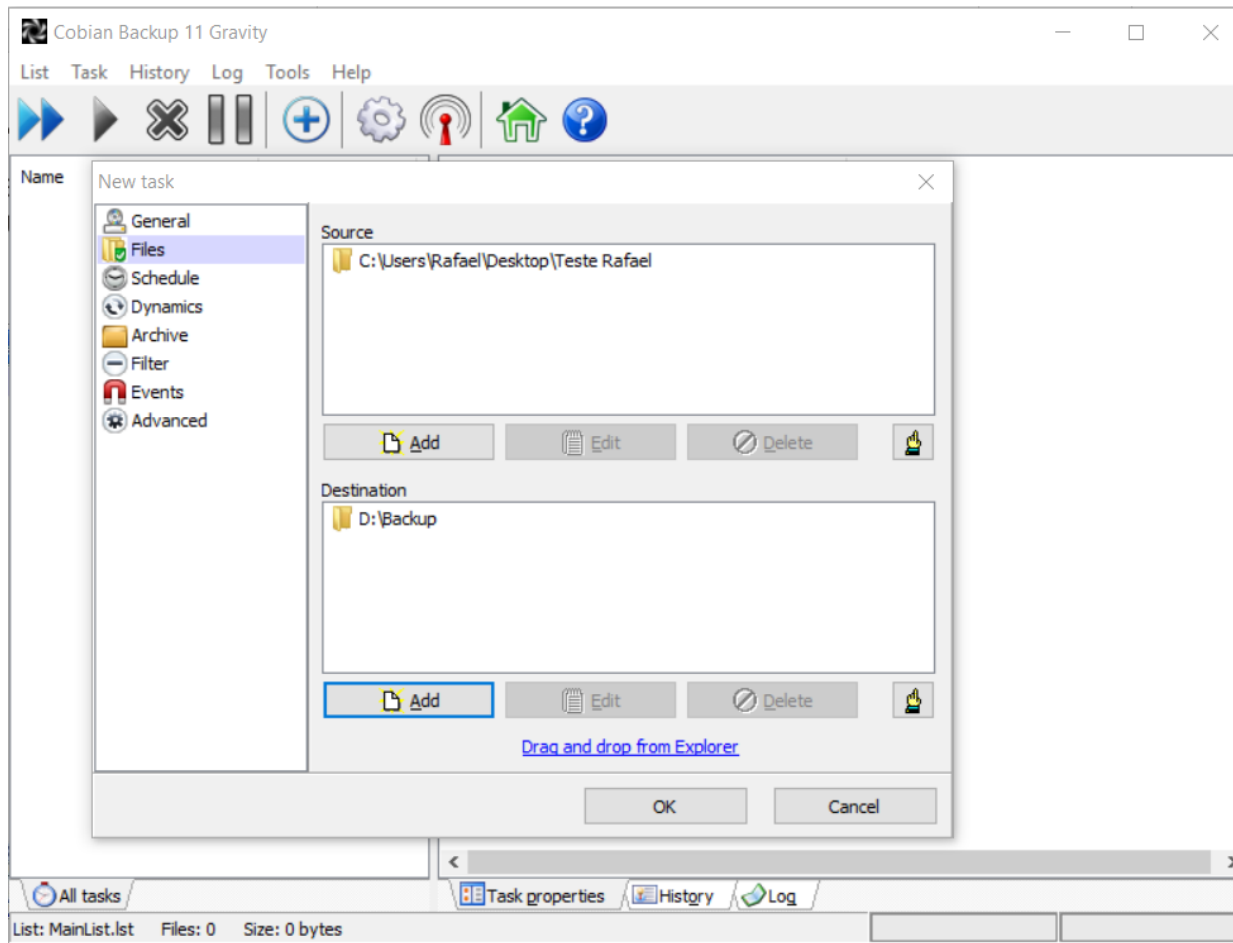 Cobian Backup 11 Gravity
List Task History Log Tools Help
Name
New task
General
Files
Schedule
Dynamics
Archive
Filter
Events
Advanced
Source
C:\Users\Rafael\Desktop\Teste Rafael
Add Edit Delete
Destination
D:\Backup
Add Edit Delete
Drag and drop from Explorer
OK Cancel
All tasks
Task properties History Log
List: MainList.lst Files: 0 Size: 0 bytes